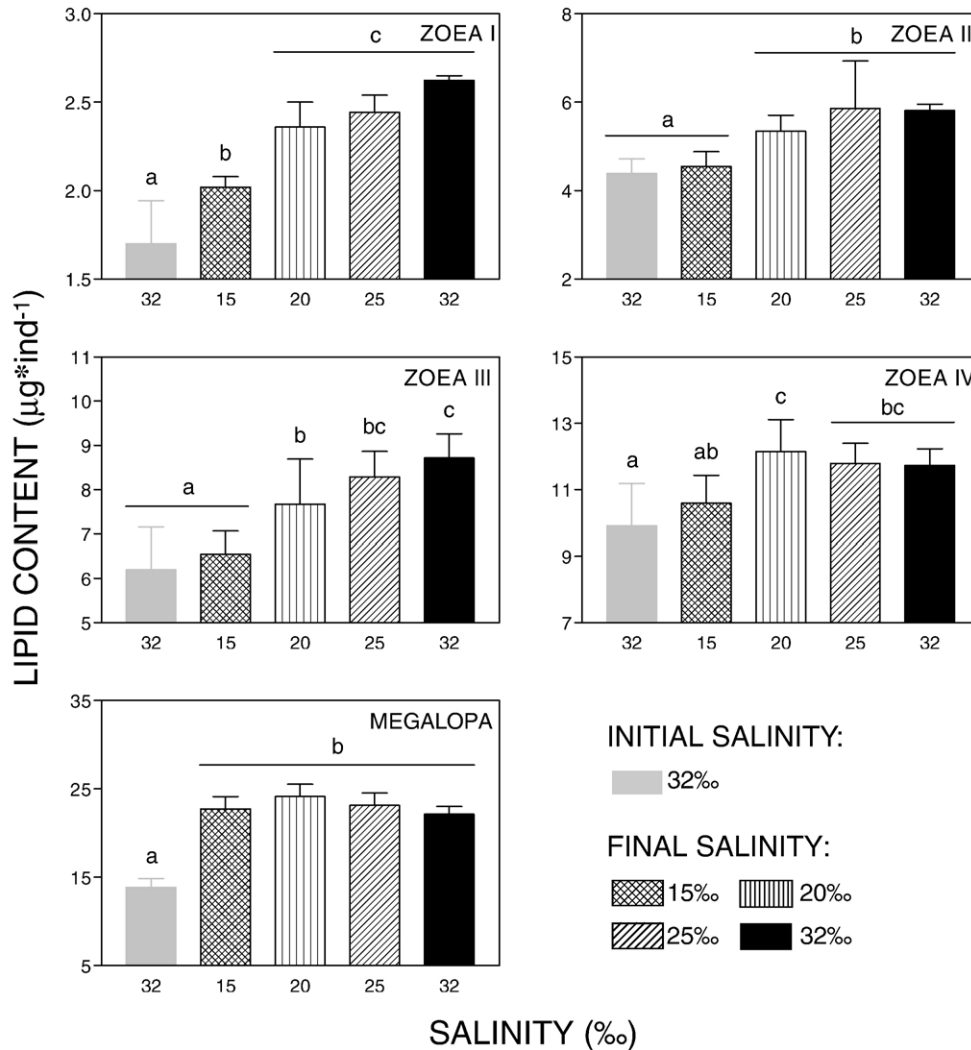 LIPID CONTENT (µg*ind-1)
ZOEA I
3.0
2.5
2.0
1.5
a
b
c
32 15 20 25 32
ZOEA II
8
6
4
2
a
b
32 15 20 25 32
ZOEA III
11
10
9
8
7
6
5
a
b
bc
c
32 15 20 25 32
ZOEA IV
15
13
11
9
7
a
ab
c
bc
32 15 20 25 32
MEGALOPA
35
25
15
5
a
b
32 15 20 25 32
INITIAL SALINITY:
32‰
FINAL SALINITY:
15‰ 20‰
25‰ 32‰
SALINITY (‰)